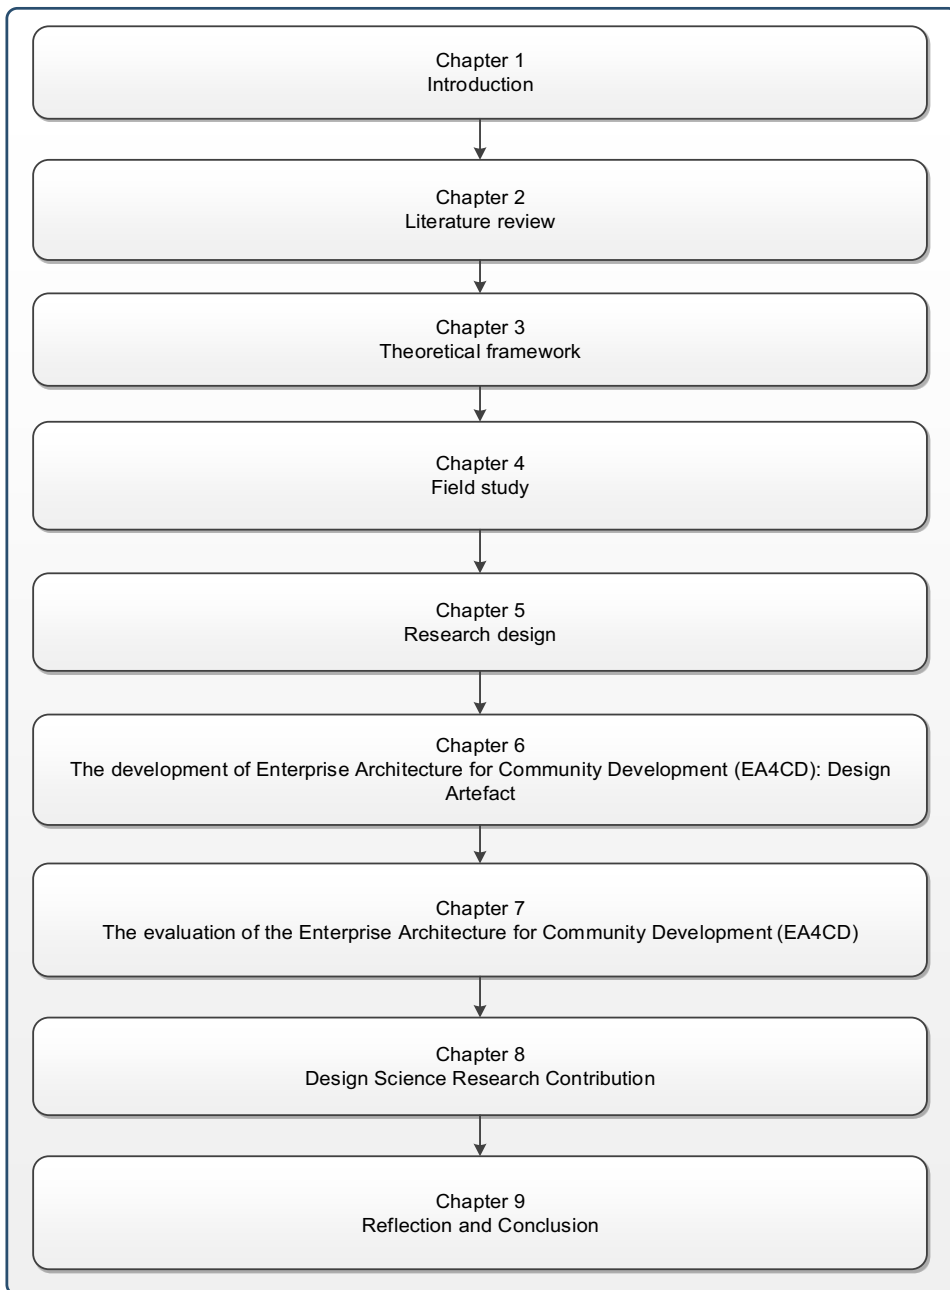 Chapter 1
Introduction
Chapter 2
Literature review
Chapter 3
Theoretical framework
Chapter 4
Field study
Chapter 5
Research design
Chapter 6
The development of Enterprise Architecture for Community Development (EA4CD): Design
Artefact
Chapter 7
The evaluation of the Enterprise Architecture for Community Development (EA4CD)
Chapter 8
Design Science Research Contribution
Chapter 9
Reflection and Conclusion